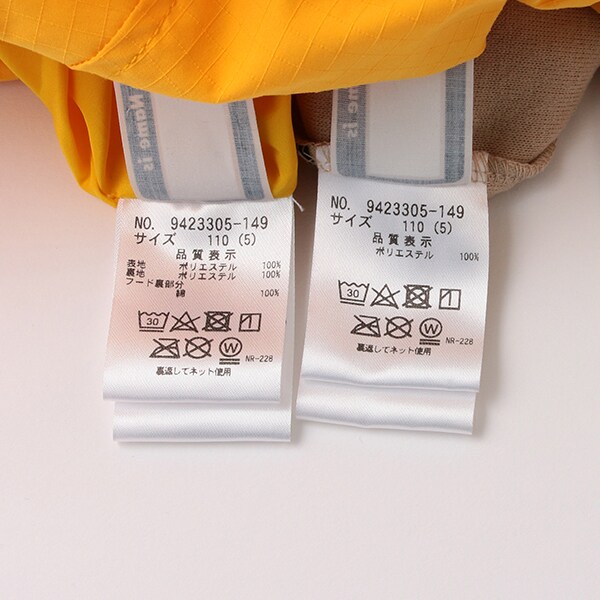 Name is
NO. 9423305-149
サイズ 110 (5)
品質表示
表地 ポリエステル 100%
裏地 ポリエステル 100%
フード裏部分
綿 100%
30
W
NR-228
裏返してネット使用
Name is
NO. 9423305-149
サイズ 110 (5)
品質表示
ポリエステル 100%
30
W
NR-228
裏返してネット使用